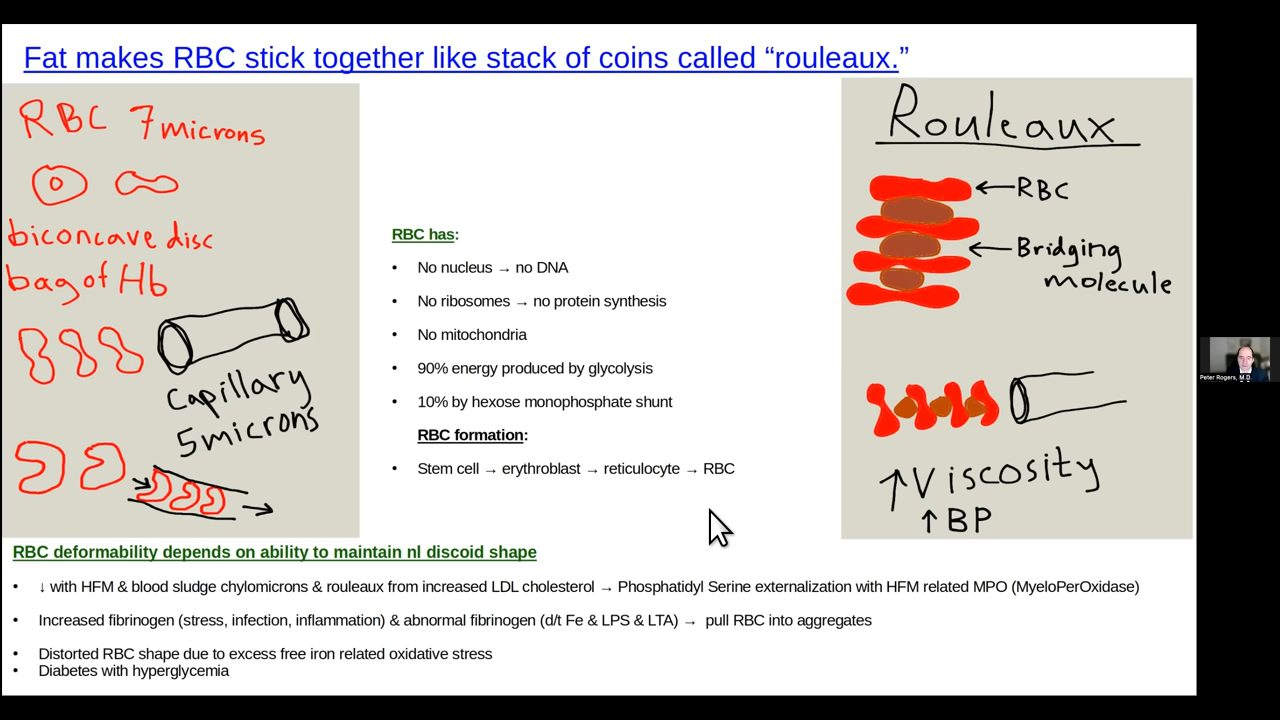 Fat makes RBC stick together like stack of coins called “rouleaux.”
RBC 7 microns
biconcave disc
bag of Hb
Capillary
5 microns
RBC has:
• No nucleus → no DNA
• No ribosomes → no protein synthesis
• No mitochondria
• 90% energy produced by glycolysis
• 10% by hexose monophosphate shunt
RBC formation:
• Stem cell → erythroblast → reticulocyte → RBC
Rouleaux
← RBC
← Bridging
molecule
↑ Viscosity
↑ BP
RBC deformability depends on ability to maintain nl discoid shape
• ↓ with HFM & blood sludge chylomicrons & rouleaux from increased LDL cholesterol → Phosphatidyl Serine externalization with HFM related MPO (MyeloPerOxidase)
• Increased fibrinogen (stress, infection, inflammation) & abnormal fibrinogen (d/t Fe & LPS & LTA) → pull RBC into aggregates
• Distorted RBC shape due to excess free iron related oxidative stress
• Diabetes with hyperglycemia
Peter Rogers, M.D.